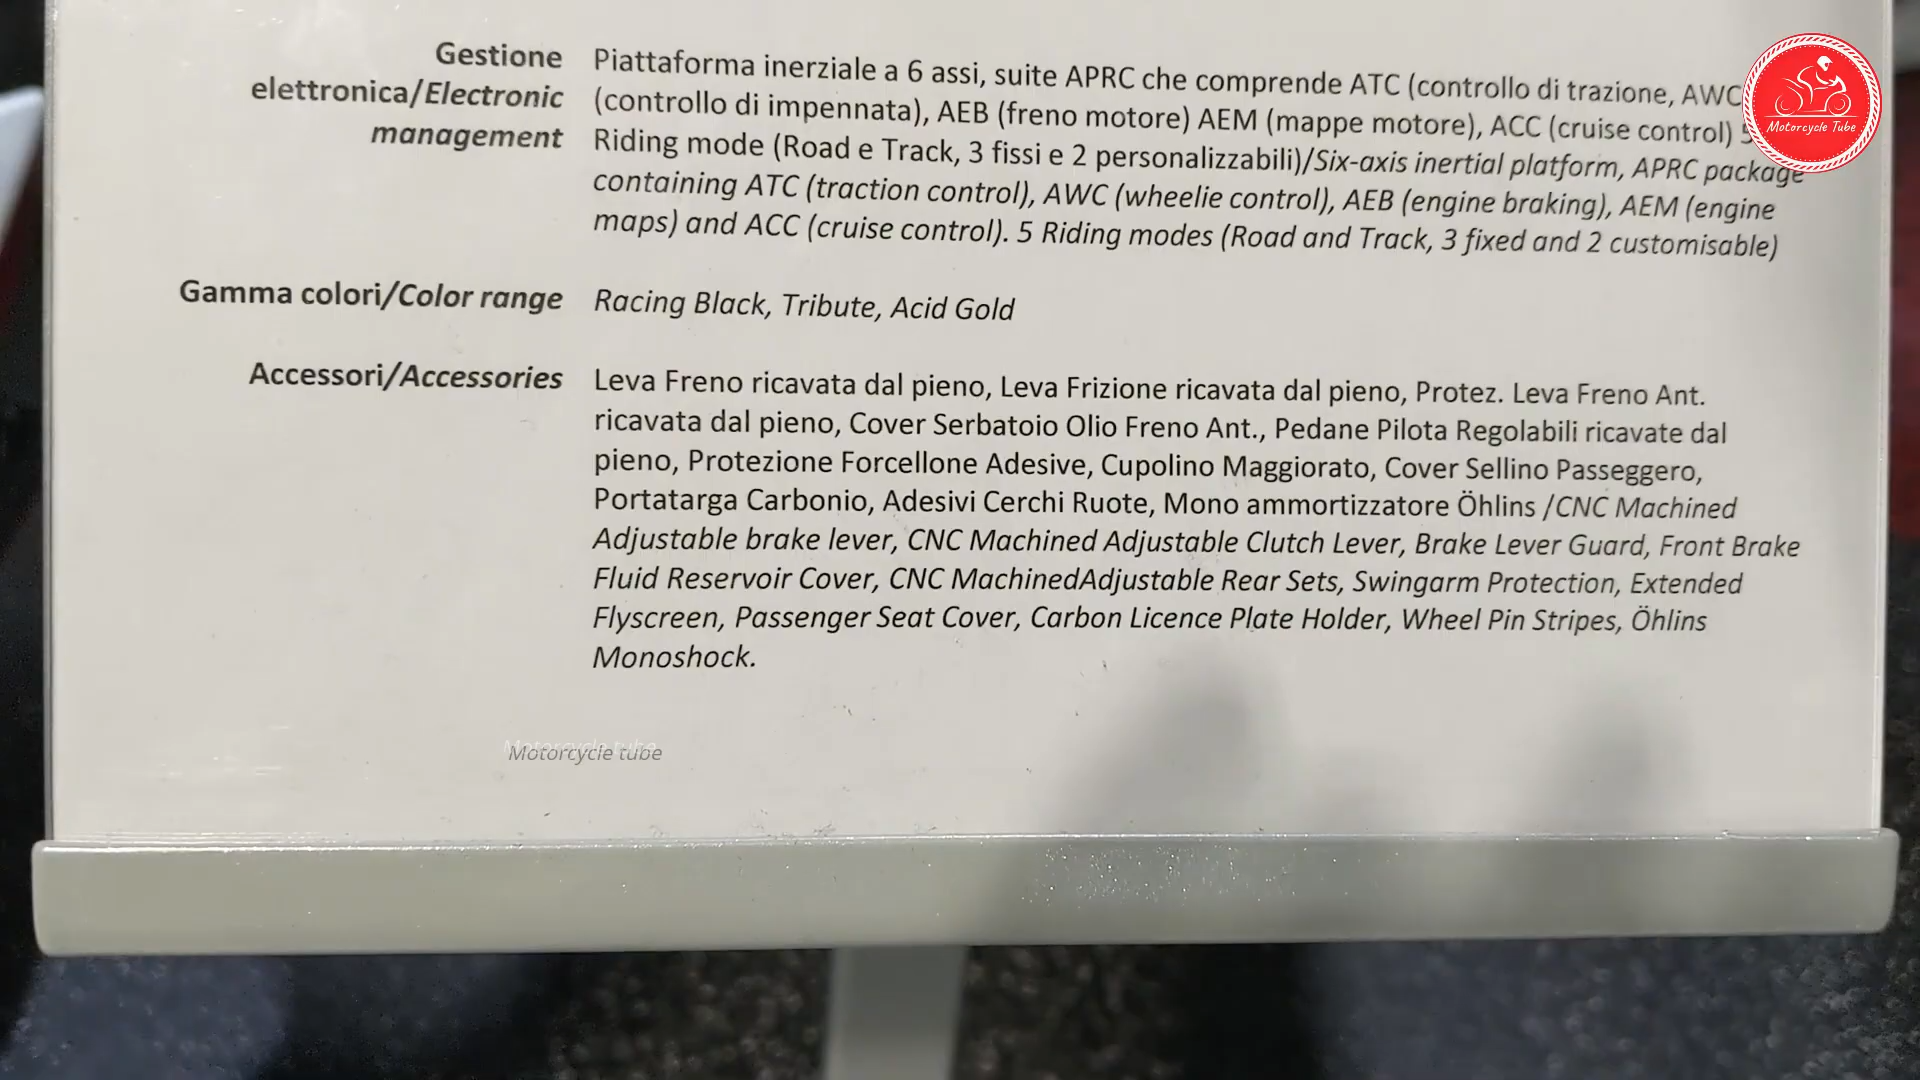 Gestione
elettronica/Electronic
management
Piattaforma inerziale a 6 assi, suite APRC che comprende ATC (controllo di trazione, AWC
(controllo di impennata), AEB (freno motore) AEM (mappe motore), ACC (cruise control) 5
Riding mode (Road e Track, 3 fissi e 2 personalizzabili)/Six-axis inertial platform, APRC package
containing ATC (traction control), AWC (wheelie control), AEB (engine braking), AEM (engine
maps) and ACC (cruise control). 5 Riding modes (Road and Track, 3 fixed and 2 customisable)
Gamma colori/Color range
Racing Black, Tribute, Acid Gold
Accessori/Accessories
Leva Freno ricavata dal pieno, Leva Frizione ricavata dal pieno, Protez. Leva Freno Ant.
ricavata dal pieno, Cover Serbatoio Olio Freno Ant., Pedane Pilota Regolabili ricavate dal
pieno, Protezione Forcellone Adesive, Cupolino Maggiorato, Cover Sellino Passeggero,
Portatarga Carbonio, Adesivi Cerchi Ruote, Mono ammortizzatore Öhlins /CNC Machined
Adjustable brake lever, CNC Machined Adjustable Clutch Lever, Brake Lever Guard, Front Brake
Fluid Reservoir Cover, CNC MachinedAdjustable Rear Sets, Swingarm Protection, Extended
Flyscreen, Passenger Seat Cover, Carbon Licence Plate Holder, Wheel Pin Stripes, Öhlins
Monoshock.
Motorcycle tube
Motorcycle Tube